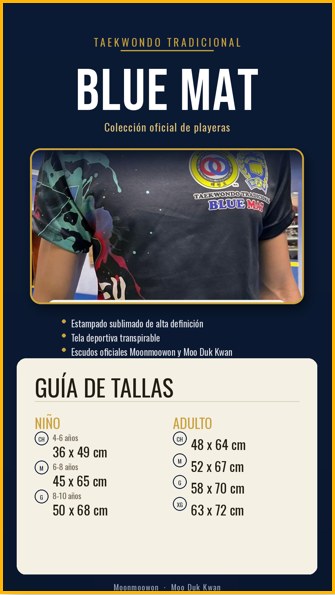 TAEKWONDO TRADICIONAL
BLUE MAT
Colección oficial de playeras
TAEKWONDO TRADICIONAL
BLUE MAT
Estampado sublimado de alta definición
Tela deportiva transpirable
Escudos oficiales Moonmoowon y Moo Duk Kwan
GUÍA DE TALLAS
NIÑO
CH 4-6 años
36 x 49 cm
M 6-8 años
45 x 65 cm
G 8-10 años
50 x 68 cm
ADULTO
CH 48 x 64 cm
M 52 x 67 cm
G 58 x 70 cm
XG 63 x 72 cm
Moonmoowon · Moo Duk Kwan